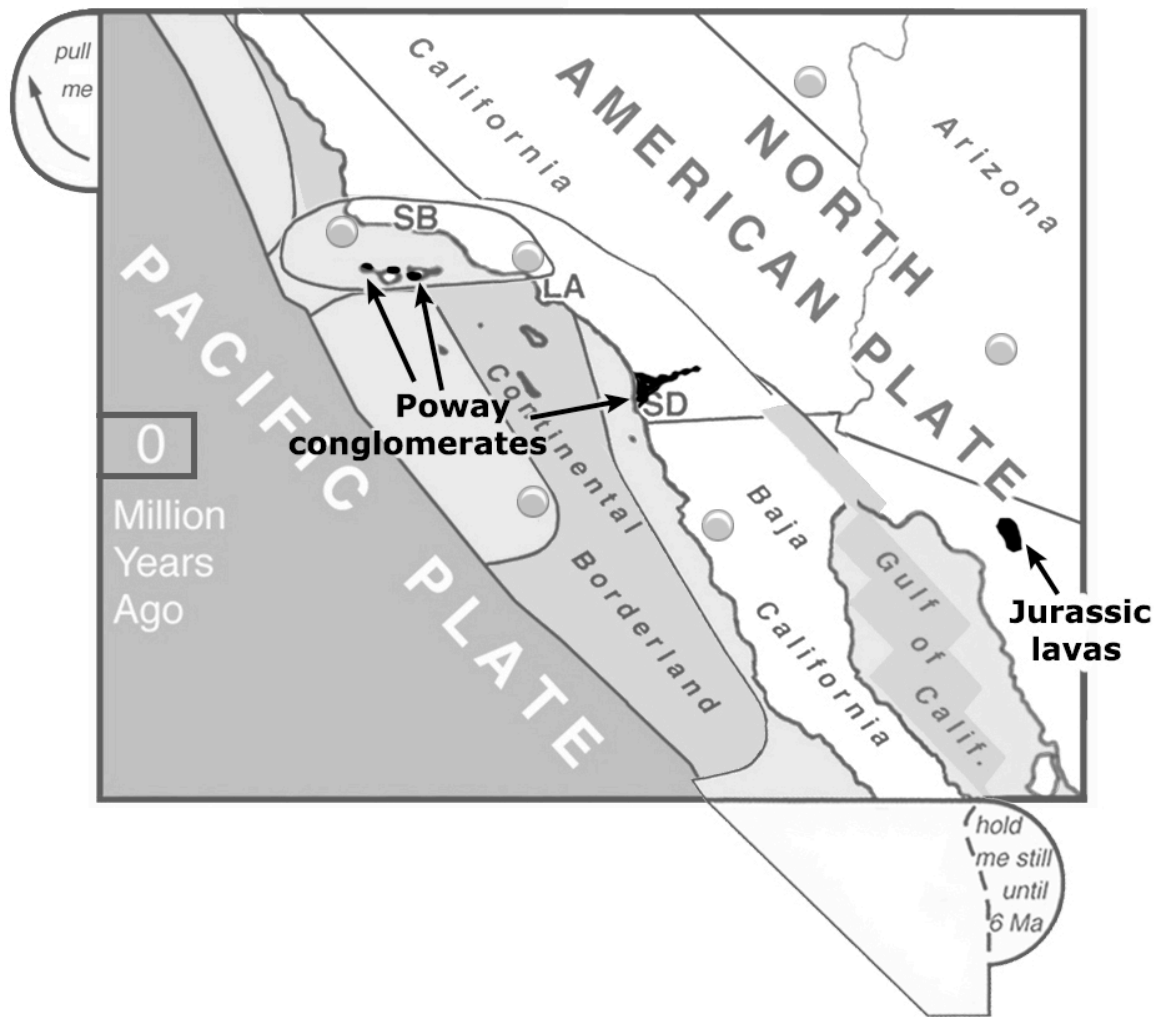 pull
me
California
NORTH
AMERICAN PLATE
Arizona
SB
LA
PACIFIC PLATE
Poway
conglomerates
SD
Continental
Borderland
0
Million
Years
Ago
Baja
California
Gulf
of
Calif.
Jurassic
lavas
hold
me still
until
6 Ma